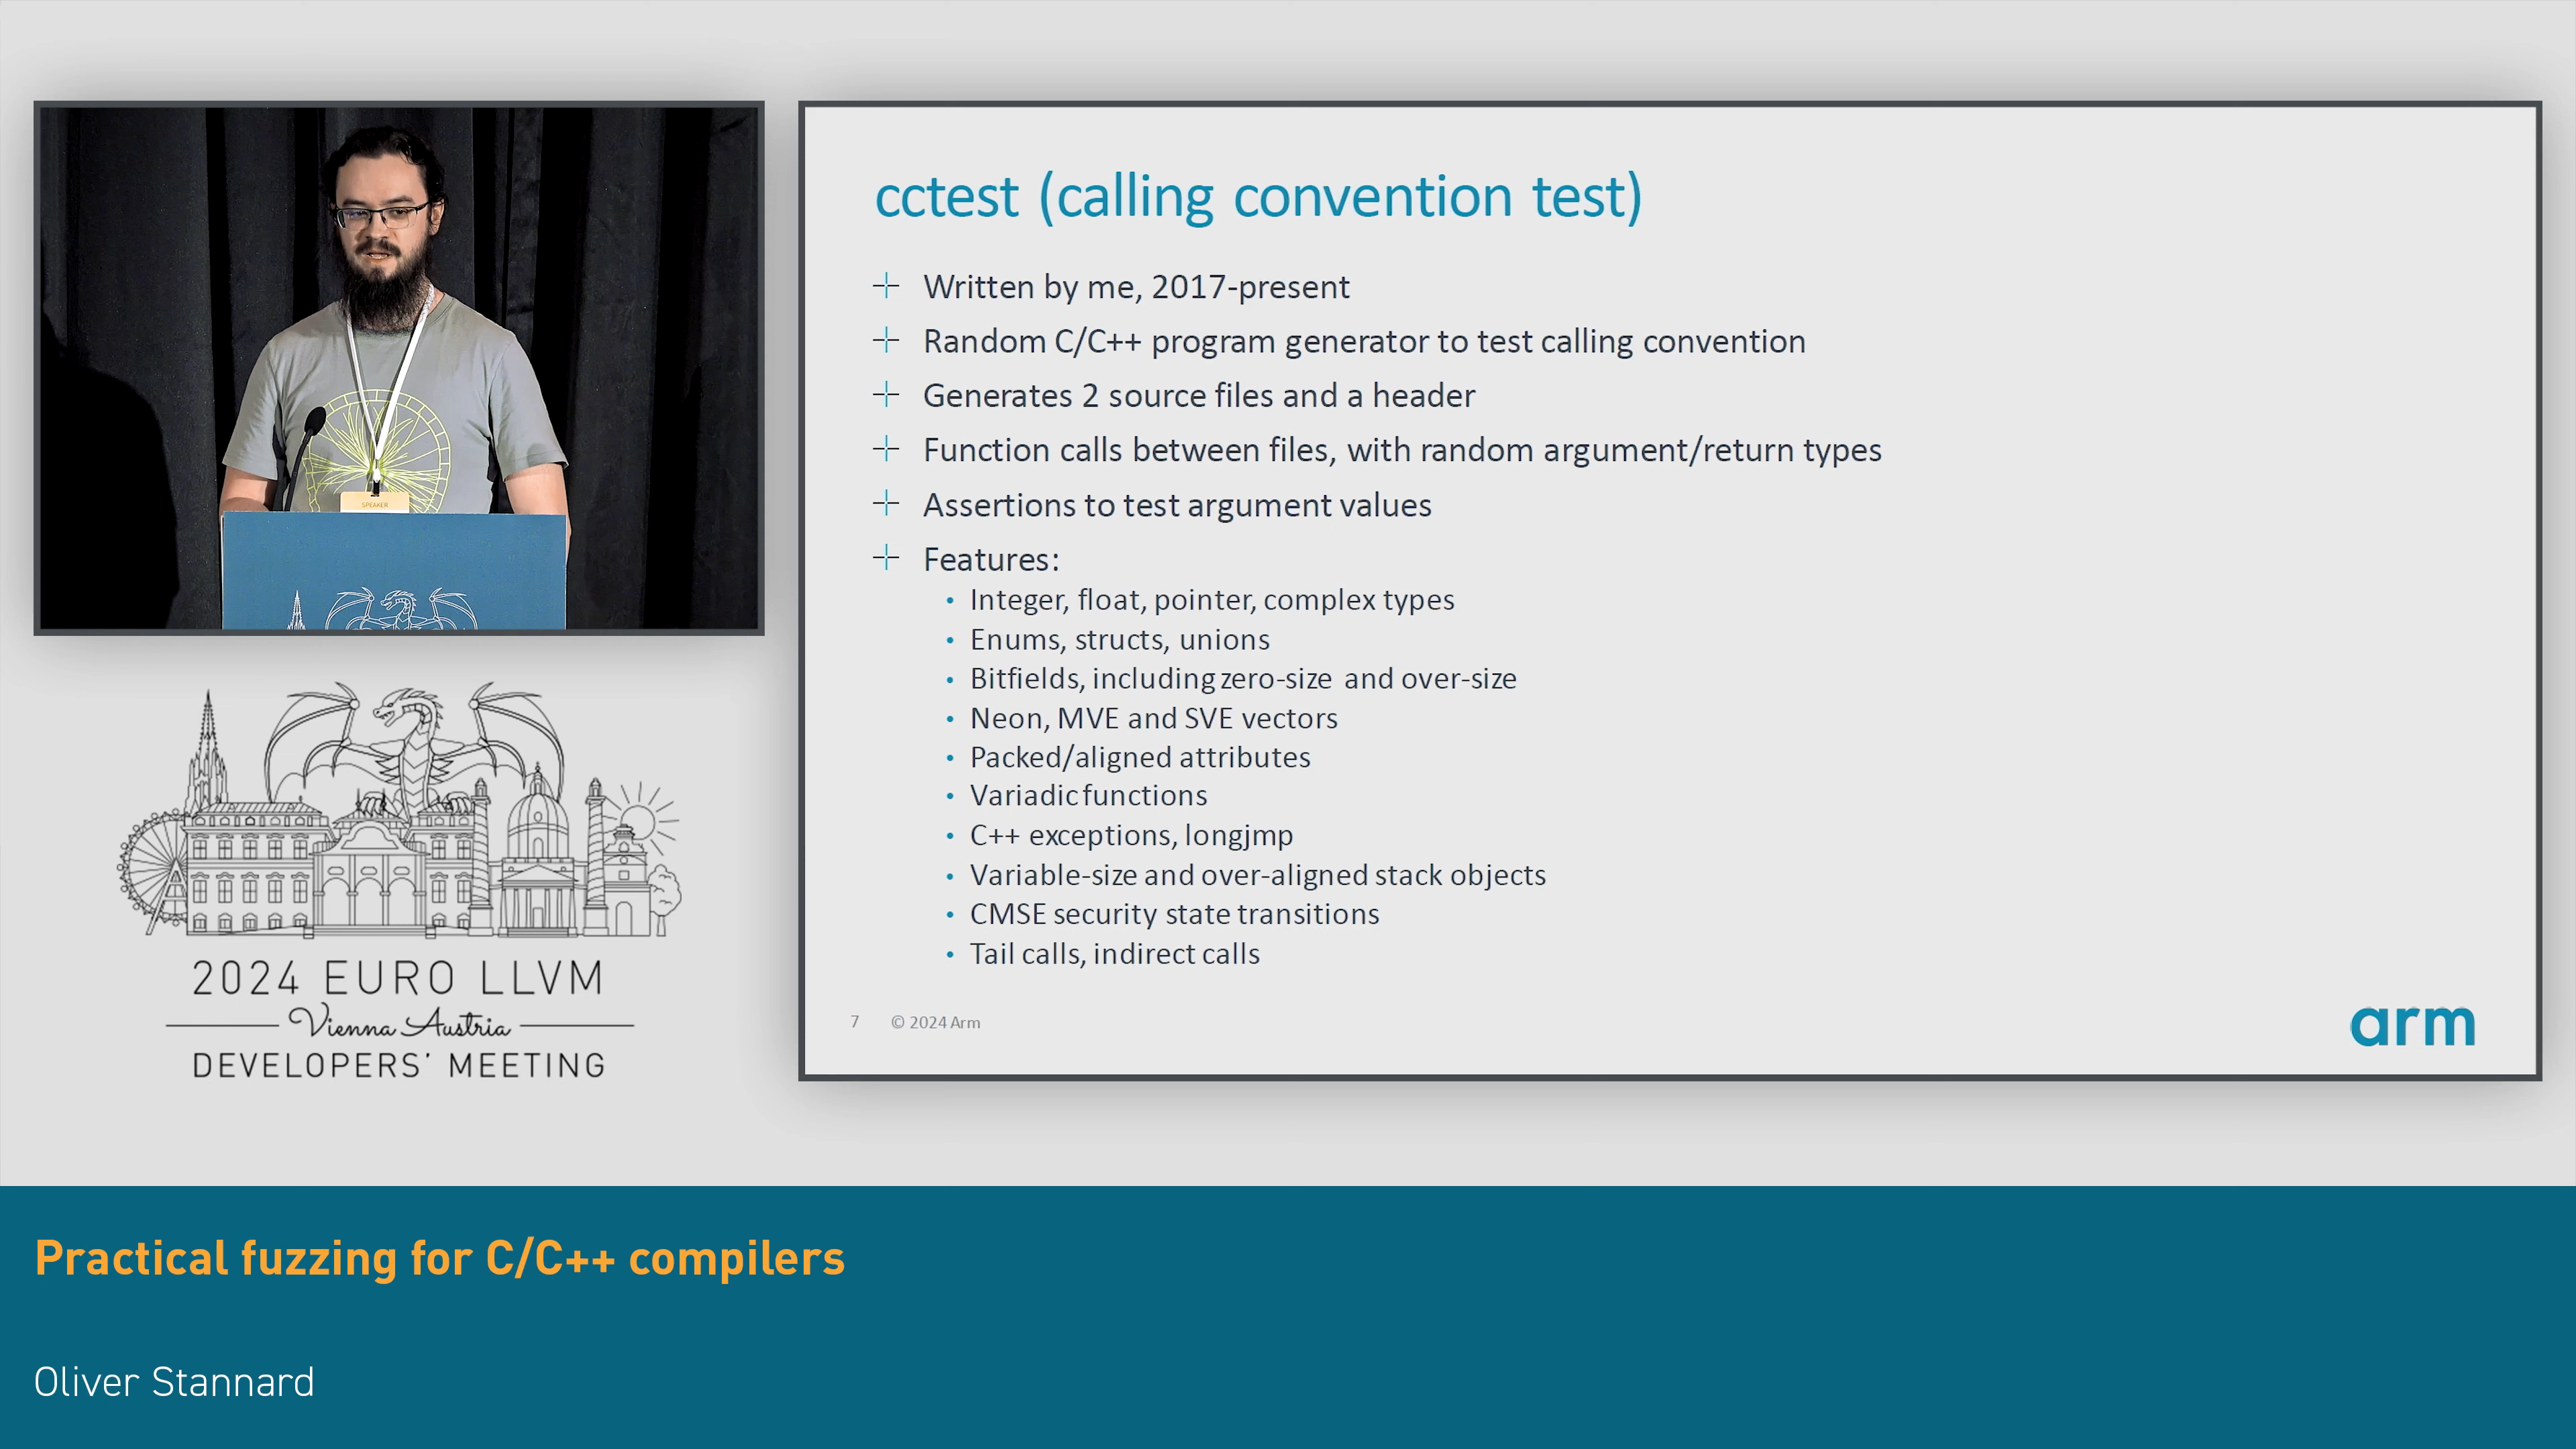 cctest (calling convention test)
Written by me, 2017-present
Random C/C++ program generator to test calling convention
Generates 2 source files and a header
Function calls between files, with random argument/return types
Assertions to test argument values
Features:
Integer, float, pointer, complex types
Enums, structs, unions
Bitfields, including zero-size and over-size
Neon, MVE and SVE vectors
Packed/aligned attributes
Variadic functions
C++ exceptions, longjmp
Variable-size and over-aligned stack objects
CMSE security state transitions
Tail calls, indirect calls
7 © 2024 Arm
arm
SPEAKER
2024 EURO LLVM
Vienna Austria
DEVELOPERS' MEETING
Practical fuzzing for C/C++ compilers
Oliver Stannard